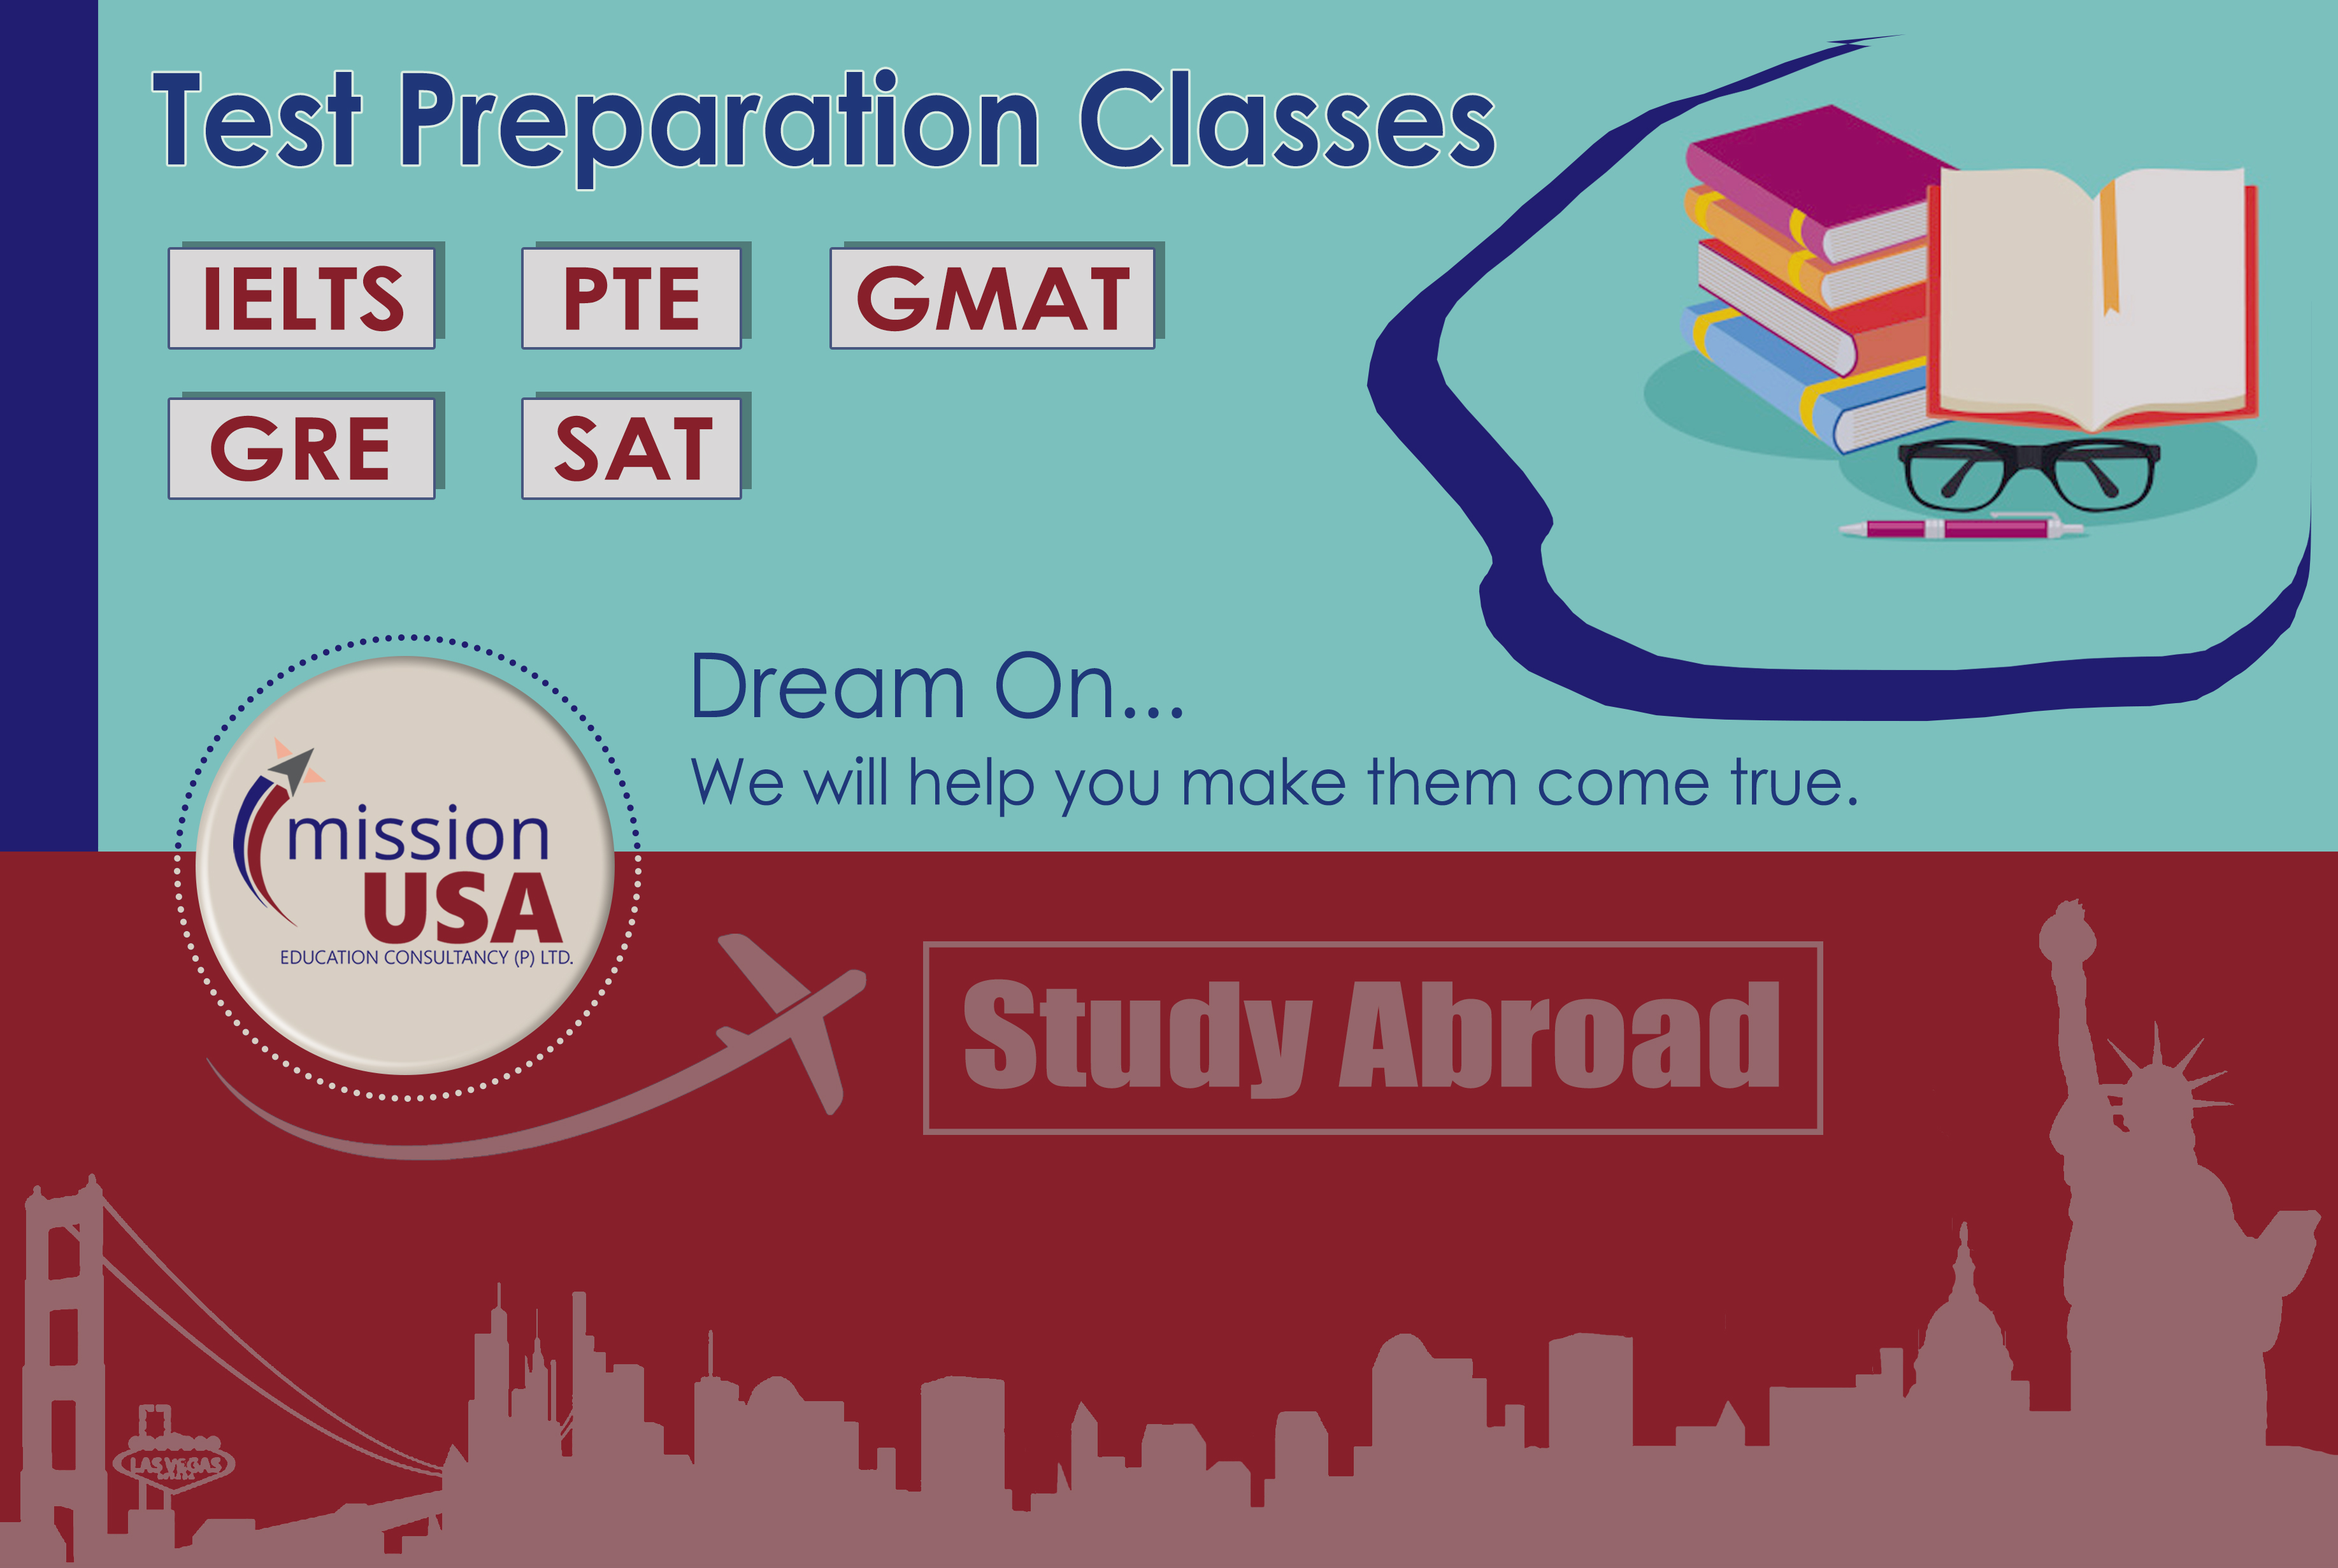 Test Preparation Classes
IELTS PTE GMAT
GRE SAT
Dream On...
We will help you make them come true.
mission
USA
EDUCATION CONSULTANCY (P) LTD.
Study Abroad
LAS VEGAS